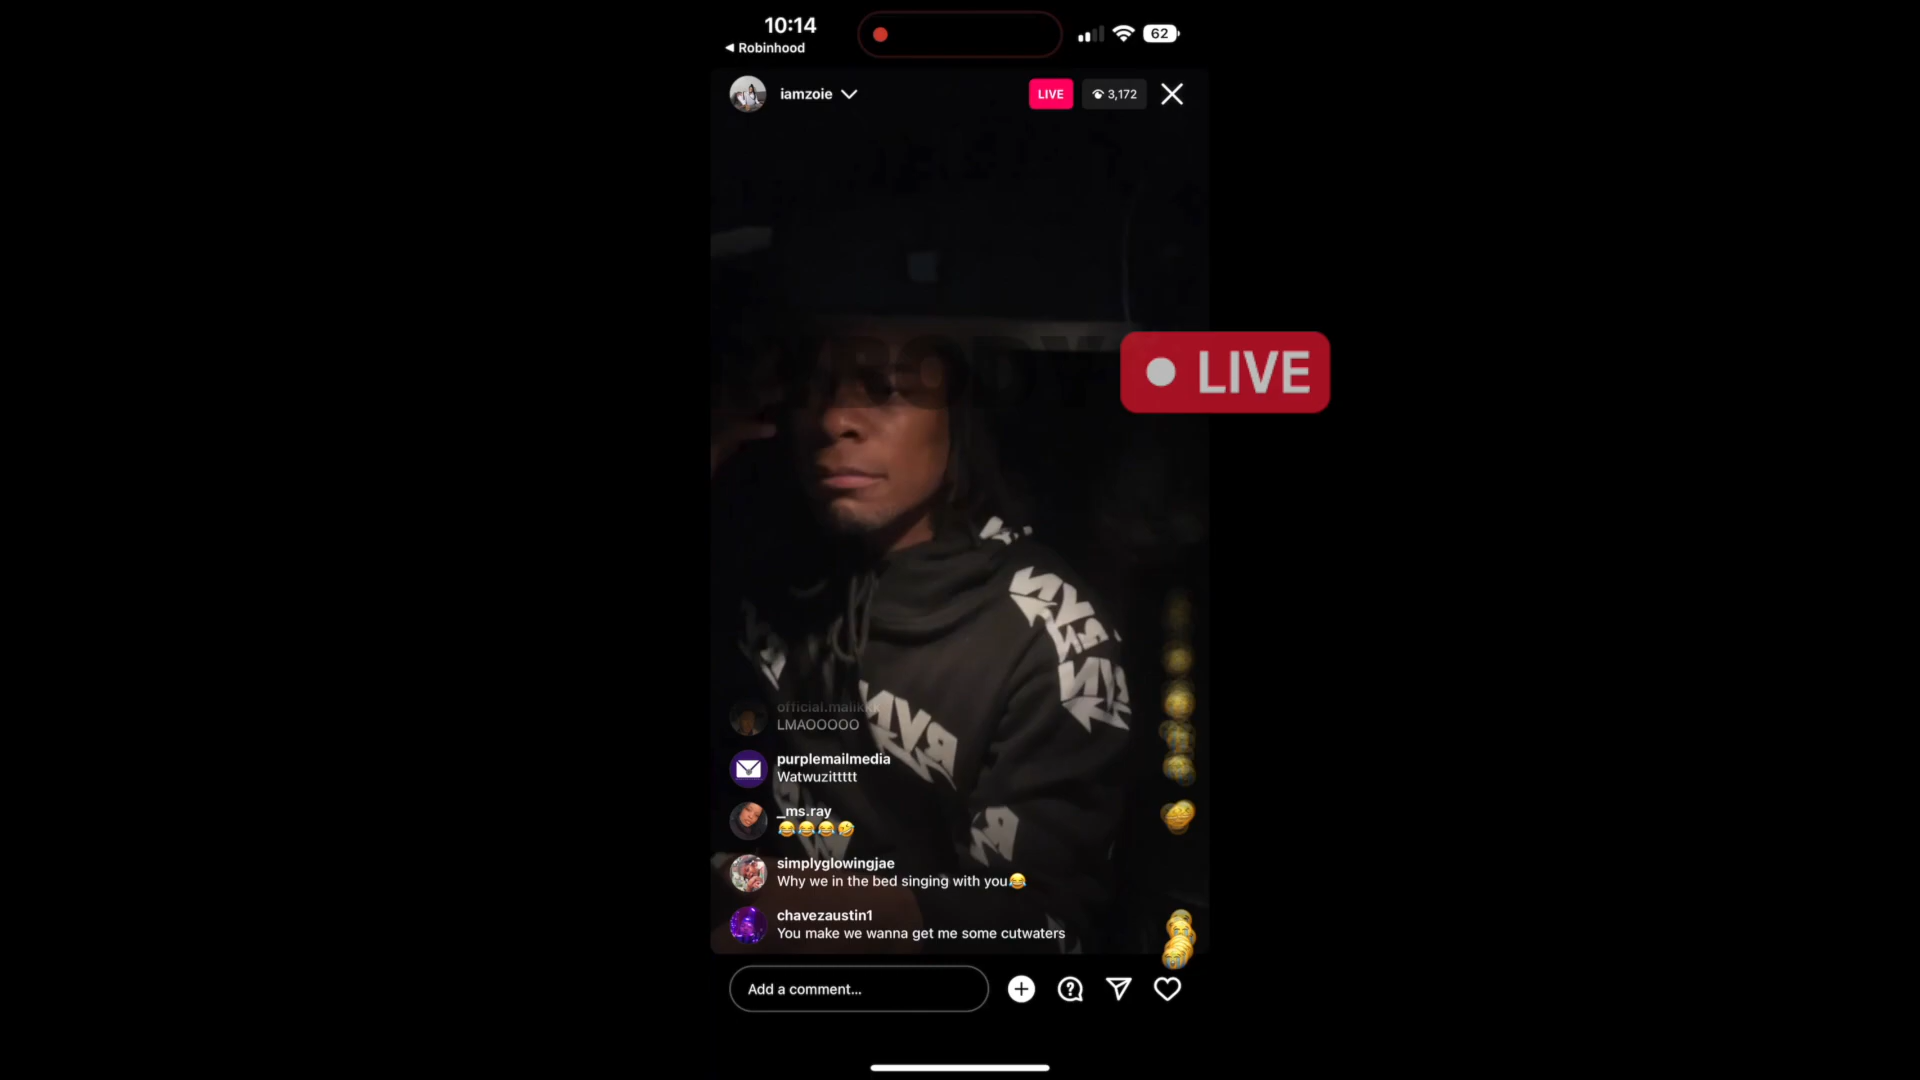 10:14
62
Robinhood
iamzoie
LIVE
3,172
LIVE
LMAOOOOO
purplemailmedia
Watwuzittttt
_ms.ray
😂😂😂🤣
simplyglowingjae
Why we in the bed singing with you😂
chavezaustin1
You make we wanna get me some cutwaters
Add a comment...